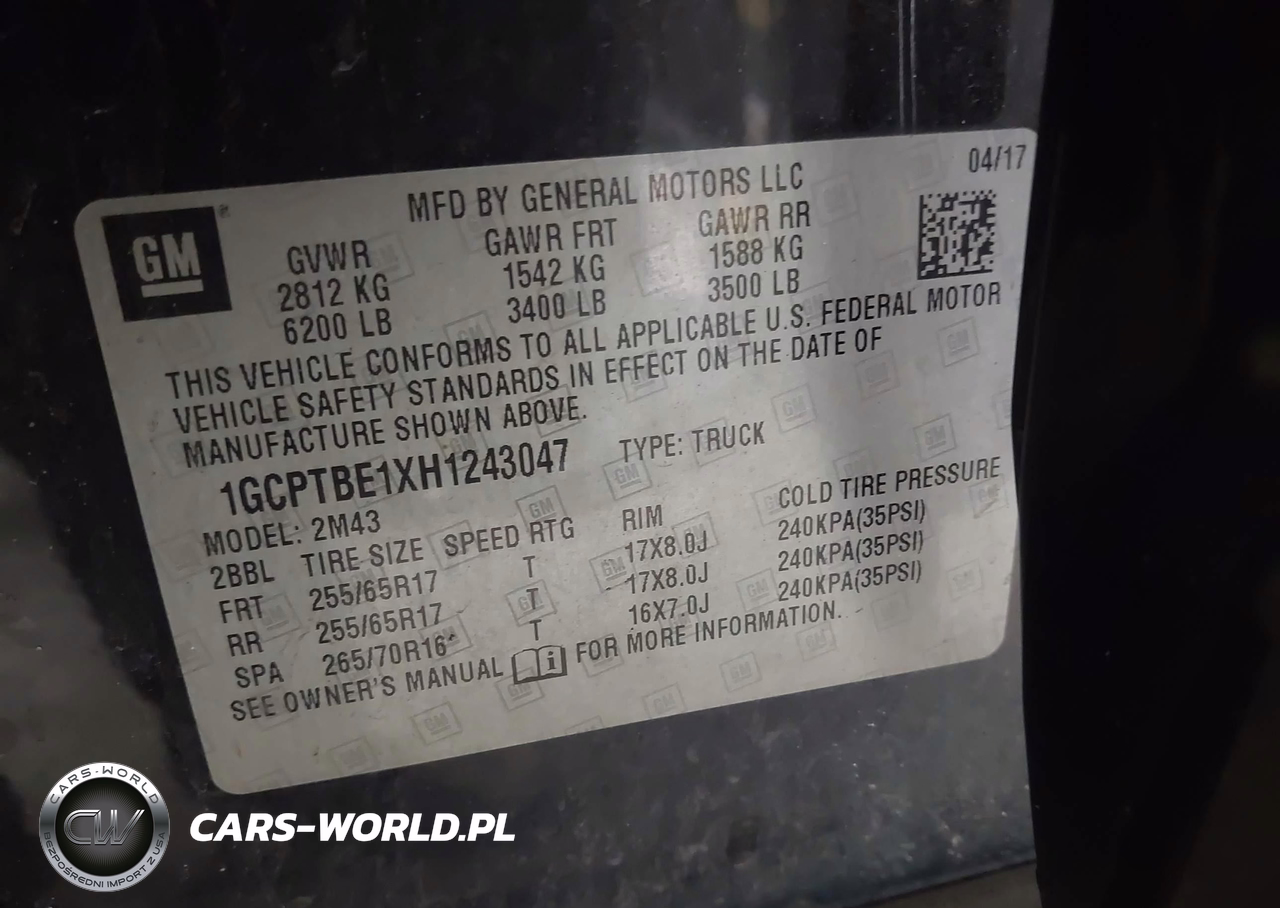 04/17
MFD BY GENERAL MOTORS LLC
GM
GVWR GAWR FRT GAWR RR
2812 KG 1542 KG 1588 KG
6200 LB 3400 LB 3500 LB
THIS VEHICLE CONFORMS TO ALL APPLICABLE U.S. FEDERAL MOTOR
VEHICLE SAFETY STANDARDS IN EFFECT ON THE DATE OF
MANUFACTURE SHOWN ABOVE.
1GCPTBE1XH1243047 TYPE: TRUCK
MODEL: 2M43
2BBL TIRE SIZE SPEED RTG RIM COLD TIRE PRESSURE
FRT 255/65R17 T 17X8.0J 240KPA(35PSI)
RR 255/65R17 T 17X8.0J 240KPA(35PSI)
SPA 265/70R16 T 16X7.0J 240KPA(35PSI)
SEE OWNER'S MANUAL i FOR MORE INFORMATION.
CARS-WORLD
CW
BEZPOŚREDNI IMPORT Z USA
CARS-WORLD.PL